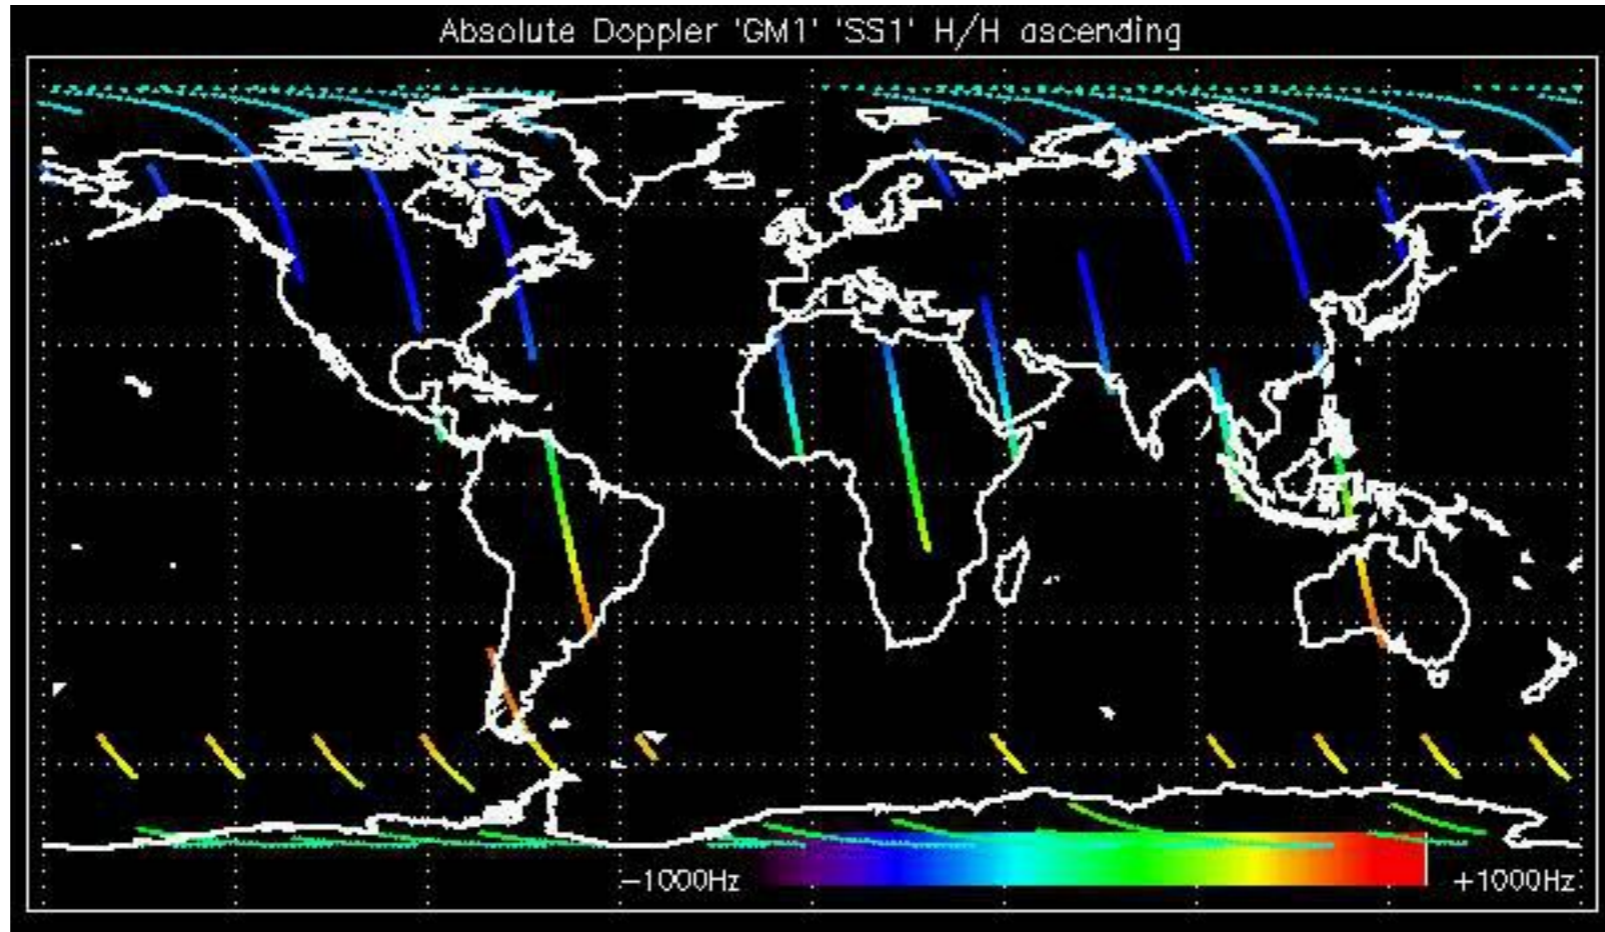 Absolute Doppler 'GM1' 'SS1' H/H ascending
−1000Hz
+1000Hz